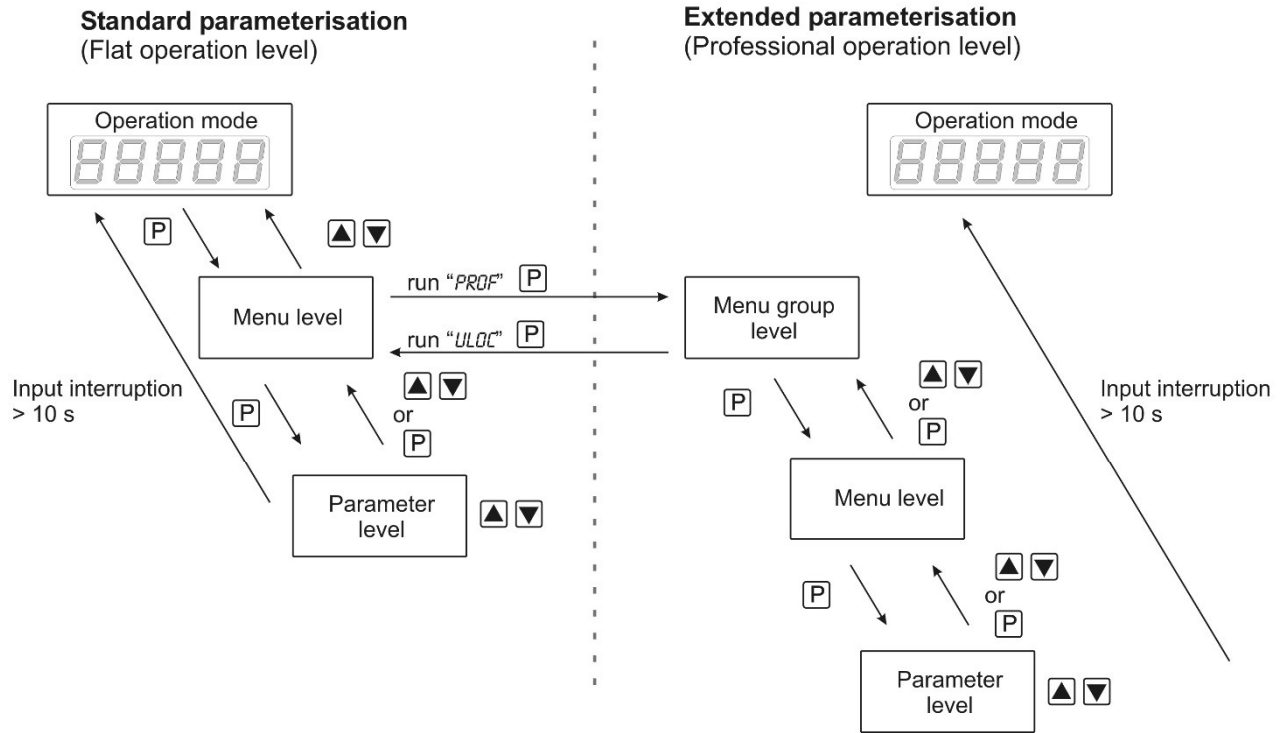 Standard parameterisation
(Flat operation level)
Extended parameterisation
(Professional operation level)
Operation mode
88888
Operation mode
88888
P
▲ ▼
run “PROF” P
Menu level
Menu group
level
run “ULOC” P
Input interruption
> 10 s
P
▲ ▼
or
P
P
▲ ▼
or
P
Input interruption
> 10 s
Parameter
level
▲ ▼
Menu level
P
▲ ▼
or
P
Parameter
level
▲ ▼